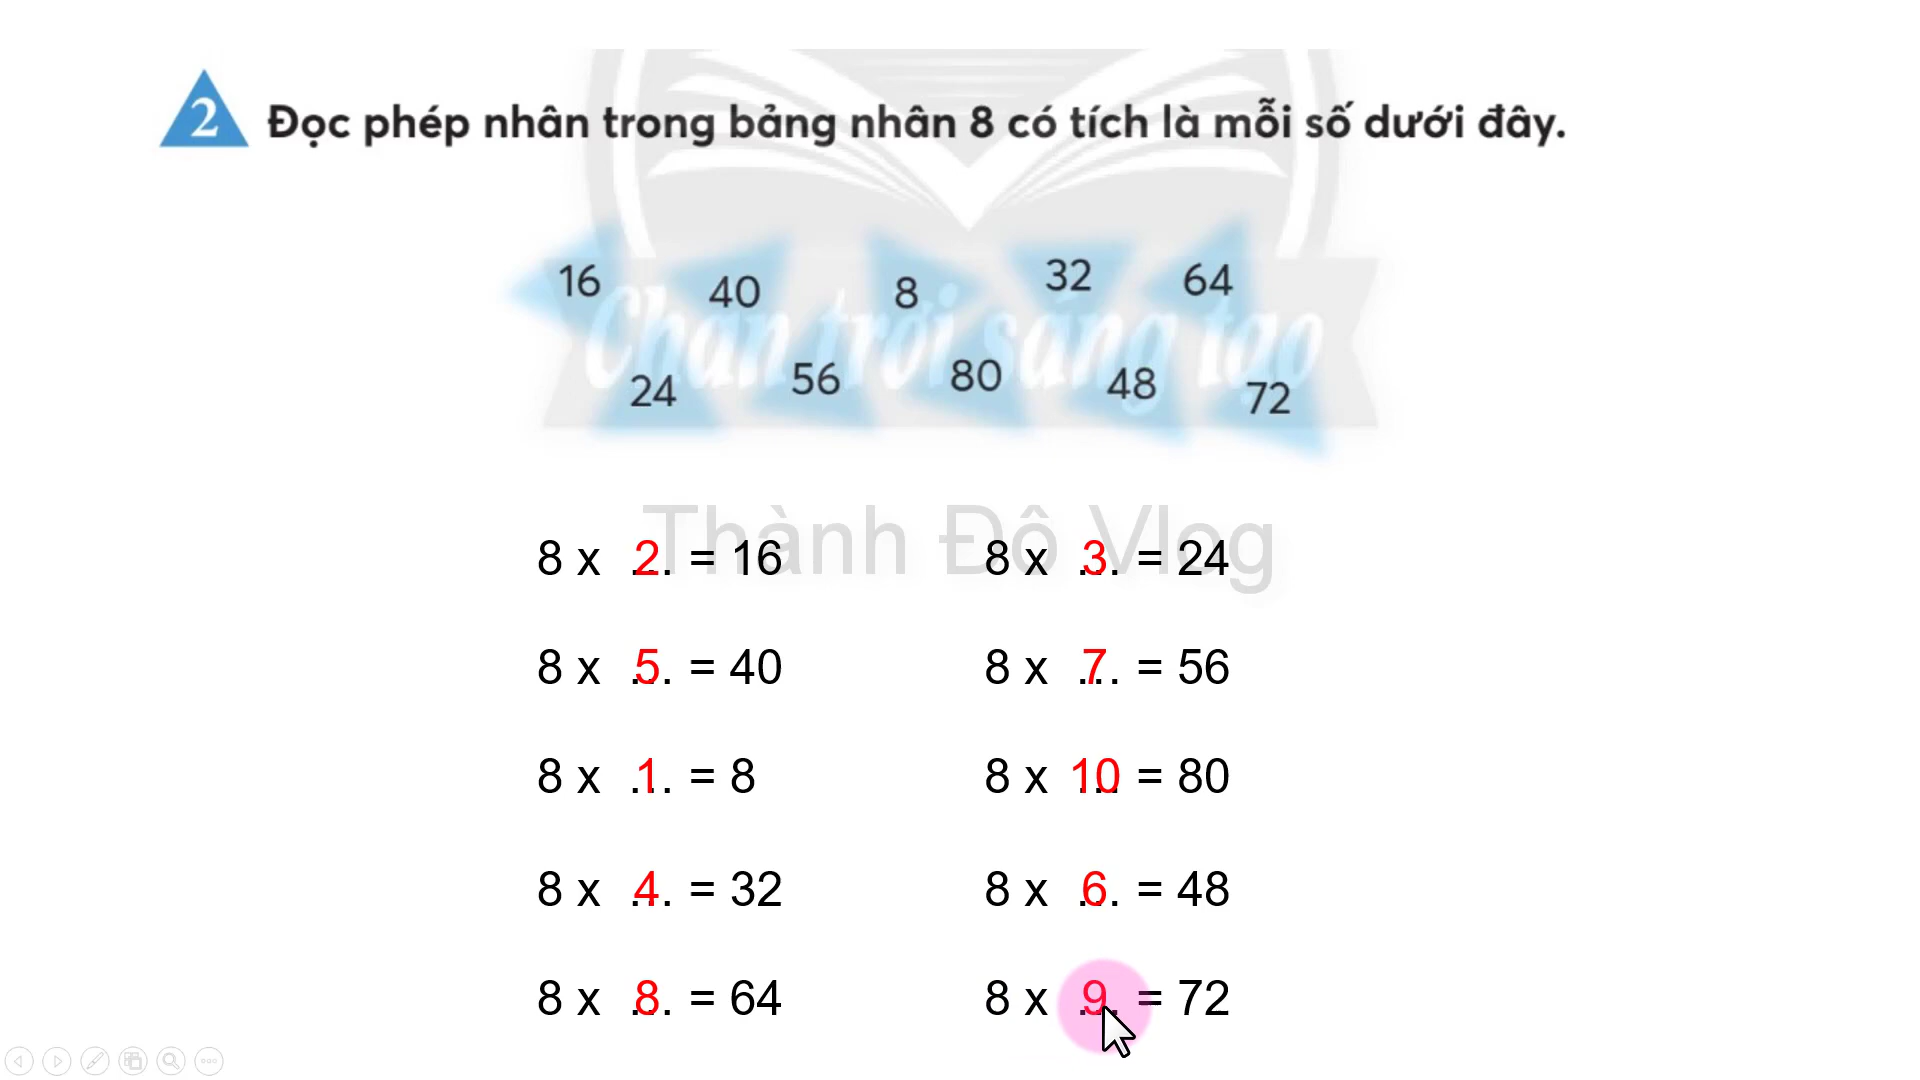 2 Đọc phép nhân trong bảng nhân 8 có tích là mỗi số dưới đây.
16 40 8 32 64
Chân trời sáng tạo
24 56 80 48 72
Thành Đô Vlog
8 x 2 = 16 8 x 3 = 24
8 x 5 = 40 8 x 7 = 56
8 x 1 = 8 8 x 10 = 80
8 x 4 = 32 8 x 6 = 48
8 x 8 = 64 8 x 9 = 72